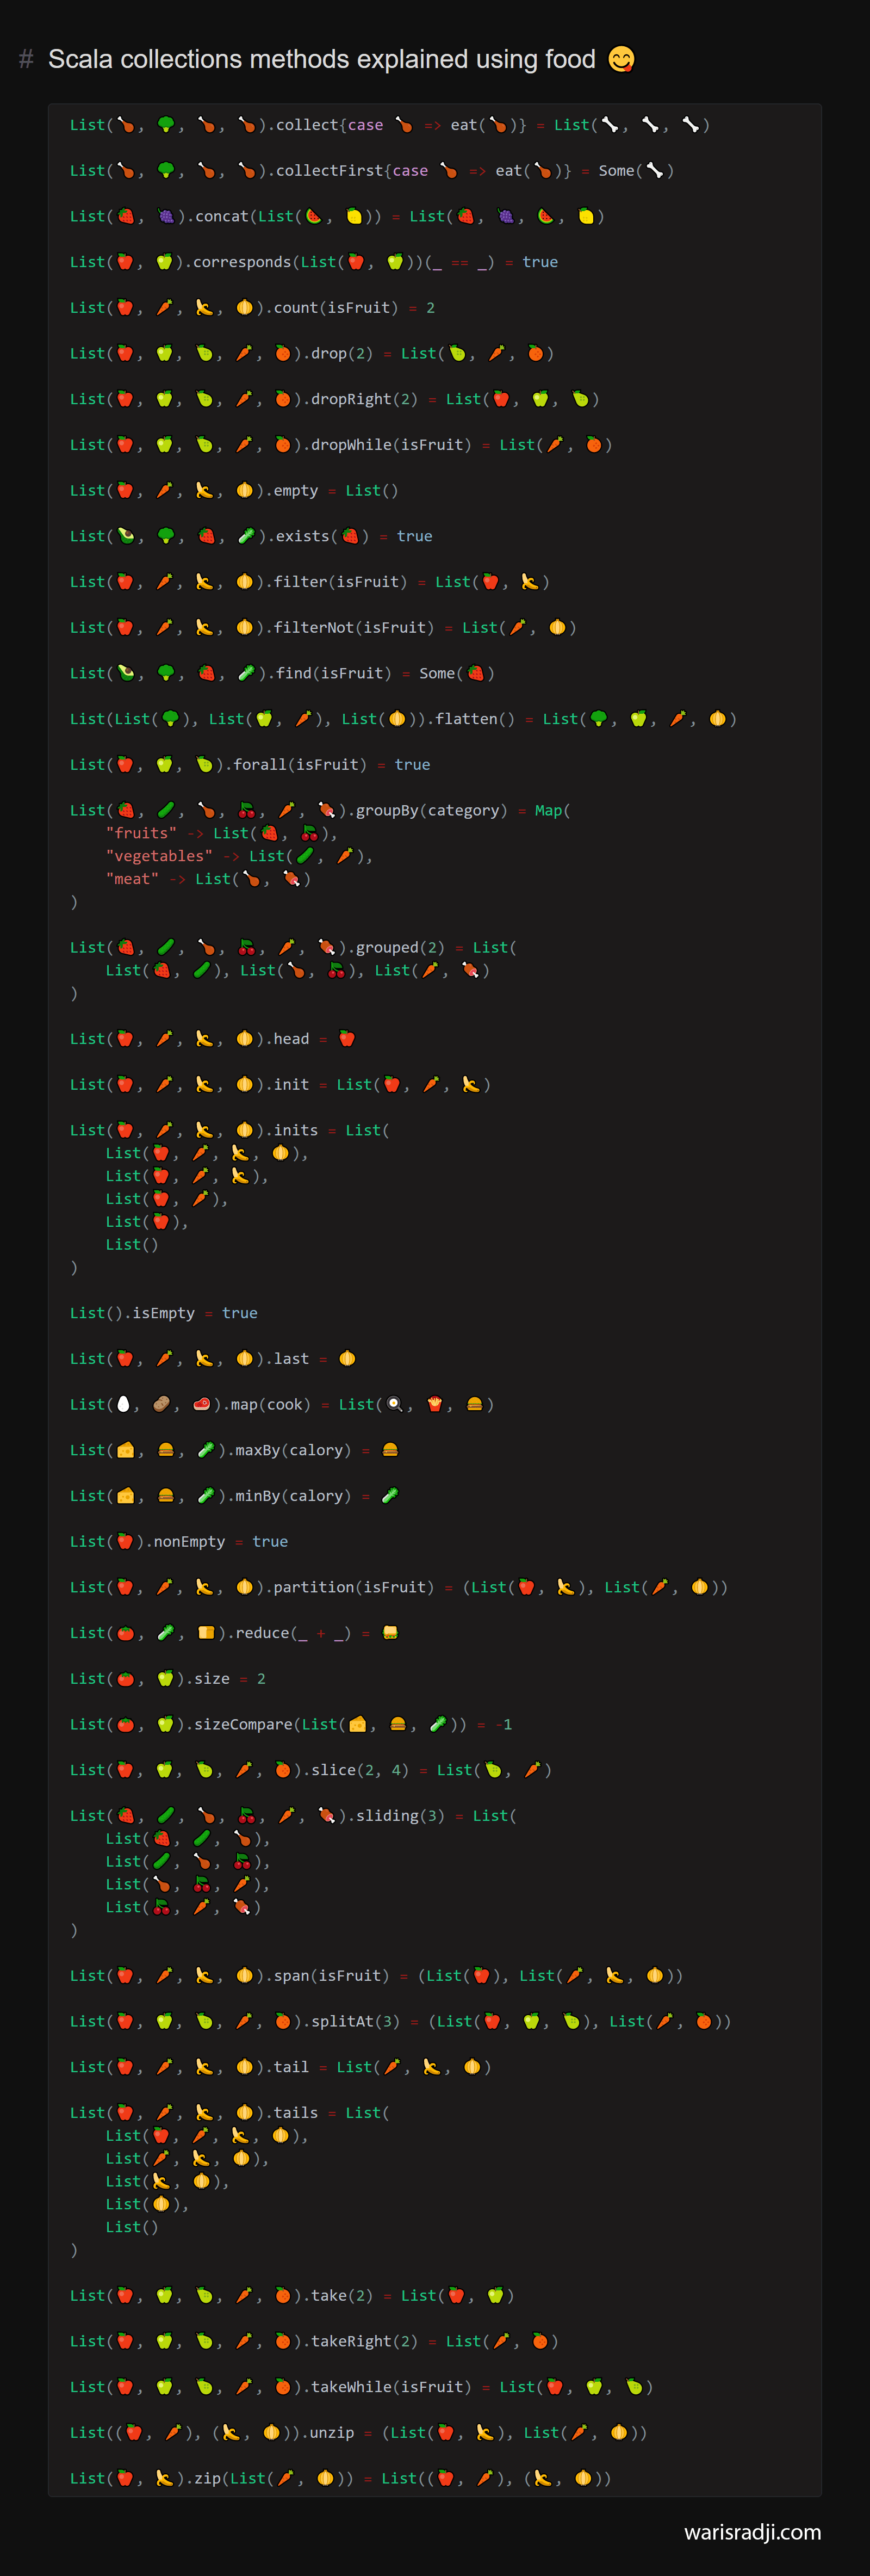 # Scala collections methods explained using food 😋
List(🍗, 🥦, 🍗, 🍗).collect{case 🍗 => eat(🍗)} = List(🦴, 🦴, 🦴)
List(🍗, 🥦, 🍗, 🍗).collectFirst{case 🍗 => eat(🍗)} = Some(🦴)
List(🍓, 🍇).concat(List(🍉, 🍋)) = List(🍓, 🍇, 🍉, 🍋)
List(🍎, 🍏).corresponds(List(🍎, 🍏))(_ == _) = true
List(🍎, 🥕, 🍌, 🎃).count(isFruit) = 2
List(🍎, 🍏, 🍈, 🥕, 🍊).drop(2) = List(🍈, 🥕, 🍊)
List(🍎, 🍏, 🍈, 🥕, 🍊).dropRight(2) = List(🍎, 🍏, 🍈)
List(🍎, 🍏, 🍈, 🥕, 🍊).dropWhile(isFruit) = List(🥕, 🍊)
List(🍎, 🥕, 🍌, 🧅).empty = List()
List(🥑, 🥦, 🍓, 🥒).exists(🍓) = true
List(🍎, 🥕, 🍌, 🧅).filter(isFruit) = List(🍎, 🍌)
List(🍎, 🥕, 🍌, 🧅).filterNot(isFruit) = List(🥕, 🧅)
List(🥑, 🥦, 🍓, 🥒).find(isFruit) = Some(🍓)
List(List(🥦), List(🍏, 🥕), List(🧅)).flatten() = List(🥦, 🍏, 🥕, 🧅)
List(🍎, 🍏, 🍈).forall(isFruit) = true
List(🍓, 🥒, 🍗, 🍒, 🥕, 🍖).groupBy(category) = Map(
"fruits" -> List(🍓, 🍒),
"vegetables" -> List(🥒, 🥕),
"meat" -> List(🍗, 🍖)
)
List(🍓, 🥒, 🍗, 🍒, 🥕, 🍖).grouped(2) = List(
List(🍓, 🥒), List(🍗, 🍒), List(🥕, 🍖)
)
List(🍎, 🥕, 🍌, 🧅).head = 🍎
List(🍎, 🥕, 🍌, 🧅).init = List(🍎, 🥕, 🍌)
List(🍎, 🥕, 🍌, 🧅).inits = List(
List(🍎, 🥕, 🍌, 🧅),
List(🍎, 🥕, 🍌),
List(🍎, 🥕),
List(🍎),
List()
)
List().isEmpty = true
List(🍎, 🥕, 🍌, 🧅).last = 🧅
List(🥚, 🥔, 🥩).map(cook) = List(🍳, 🍟, 🍔)
List(🧀, 🍔, 🥒).maxBy(calory) = 🍔
List(🧀, 🍔, 🥒).minBy(calory) = 🥒
List(🍎).nonEmpty = true
List(🍎, 🥕, 🍌, 🧅).partition(isFruit) = (List(🍎, 🍌), List(🥕, 🧅))
List(🍅, 🥒, 🍞).reduce(_ + _) = 🥪
List(🍅, 🍏).size = 2
List(🍅, 🍏).sizeCompare(List(🧀, 🍔, 🥒)) = -1
List(🍎, 🍏, 🍈, 🥕, 🍊).slice(2, 4) = List(🍈, 🥕)
List(🍓, 🥒, 🍗, 🍒, 🥕, 🍖).sliding(3) = List(
List(🍓, 🥒, 🍗),
List(🥒, 🍗, 🍒),
List(🍗, 🍒, 🥕),
List(🍒, 🥕, 🍖)
)
List(🍎, 🥕, 🍌, 🧅).span(isFruit) = (List(🍎), List(🥕, 🍌, 🧅))
List(🍎, 🍏, 🍈, 🥕, 🍊).splitAt(3) = (List(🍎, 🍏, 🍈), List(🥕, 🍊))
List(🍎, 🥕, 🍌, 🧅).tail = List(🥕, 🍌, 🧅)
List(🍎, 🥕, 🍌, 🧅).tails = List(
List(🍎, 🥕, 🍌, 🧅),
List(🥕, 🍌, 🧅),
List(🍌, 🧅),
List(🧅),
List()
)
List(🍎, 🍏, 🍈, 🥕, 🍊).take(2) = List(🍎, 🍏)
List(🍎, 🍏, 🍈, 🥕, 🍊).takeRight(2) = List(🥕, 🍊)
List(🍎, 🍏, 🍈, 🥕, 🍊).takeWhile(isFruit) = List(🍎, 🍏, 🍈)
List((🍎, 🥕), (🍌, 🧅)).unzip = (List(🍎, 🍌), List(🥕, 🧅))
List(🍎, 🍌).zip(List(🥕, 🧅)) = List((🍎, 🥕), (🍌, 🧅))
warisradji.com